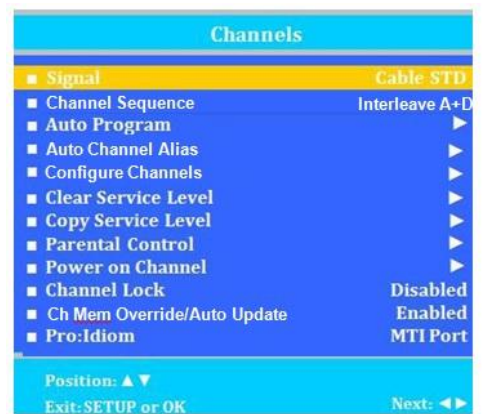 Channels
Signal Cable STD
Channel Sequence Interleave A+D
Auto Program ▶
Auto Channel Alias ▶
Configure Channels ▶
Clear Service Level ▶
Copy Service Level ▶
Parental Control ▶
Power on Channel ▶
Channel Lock Disabled
Ch Mem Override/Auto Update Enabled
Pro:Idiom MTI Port
Position: ▲ ▼
Exit: SETUP or OK Next: ◀▶